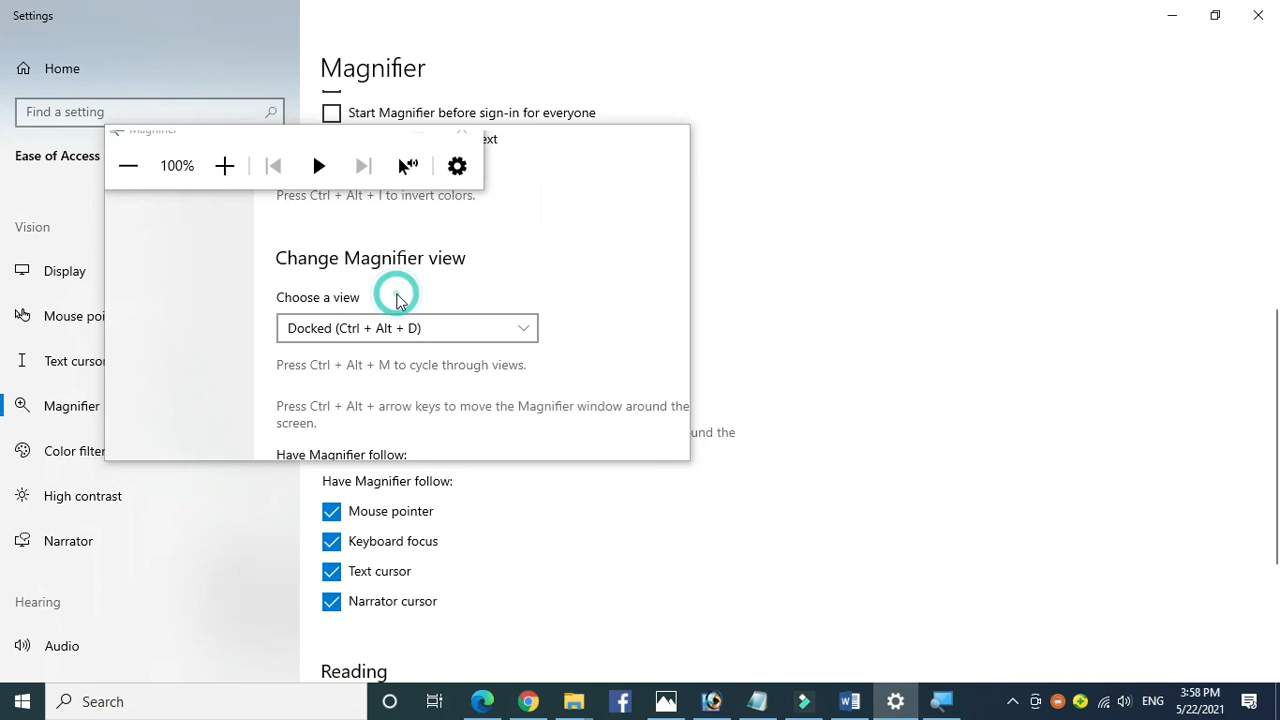 Settings
Home
Find a setting
Ease of Access
Vision
Display
Mouse poi
Text cursor
Magnifier
Color filter
High contrast
Narrator
Hearing
Audio
Magnifier
Start Magnifier before sign-in for everyone
ext
Magnifier
100%
Press Ctrl + Alt + I to invert colors.
Change Magnifier view
Choose a view
Docked (Ctrl + Alt + D)
Press Ctrl + Alt + M to cycle through views.
Press Ctrl + Alt + arrow keys to move the Magnifier window around the
screen.
Have Magnifier follow:
ound the
Have Magnifier follow:
Mouse pointer
Keyboard focus
Text cursor
Narrator cursor
Reading
Search
ENG
3:58 PM
5/22/2021